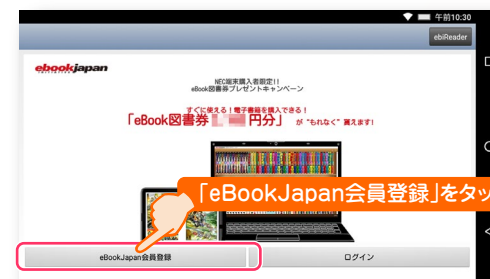 午前10:30
ebiReader
ebookjapan
NEC端末購入者限定!!
eBook図書券プレゼントキャンペーン
すぐに使える!電子書籍を購入できる!
「eBook図書券 円分」 が "もれなく" 貰えます!
「eBookJapan会員登録」をタッ
eBookJapan会員登録
ログイン